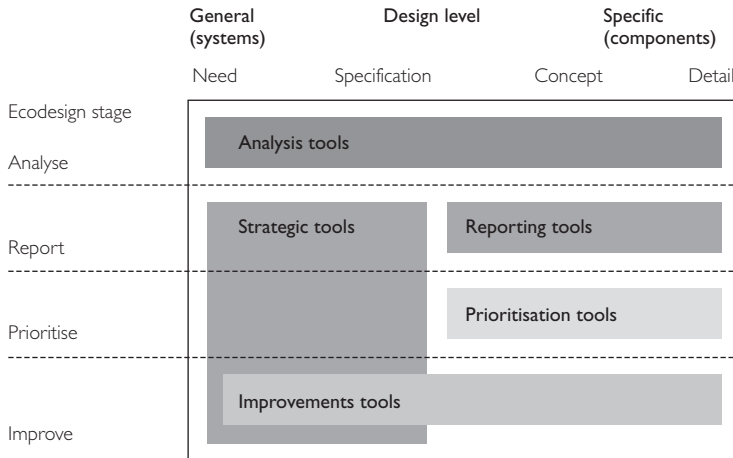 General
(systems)
Design level
Specific
(components)
Need
Specification
Concept
Detail
Ecodesign stage
Analysis tools
Analyse
Strategic tools
Reporting tools
Report
Prioritisation tools
Prioritise
Improvements tools
Improve